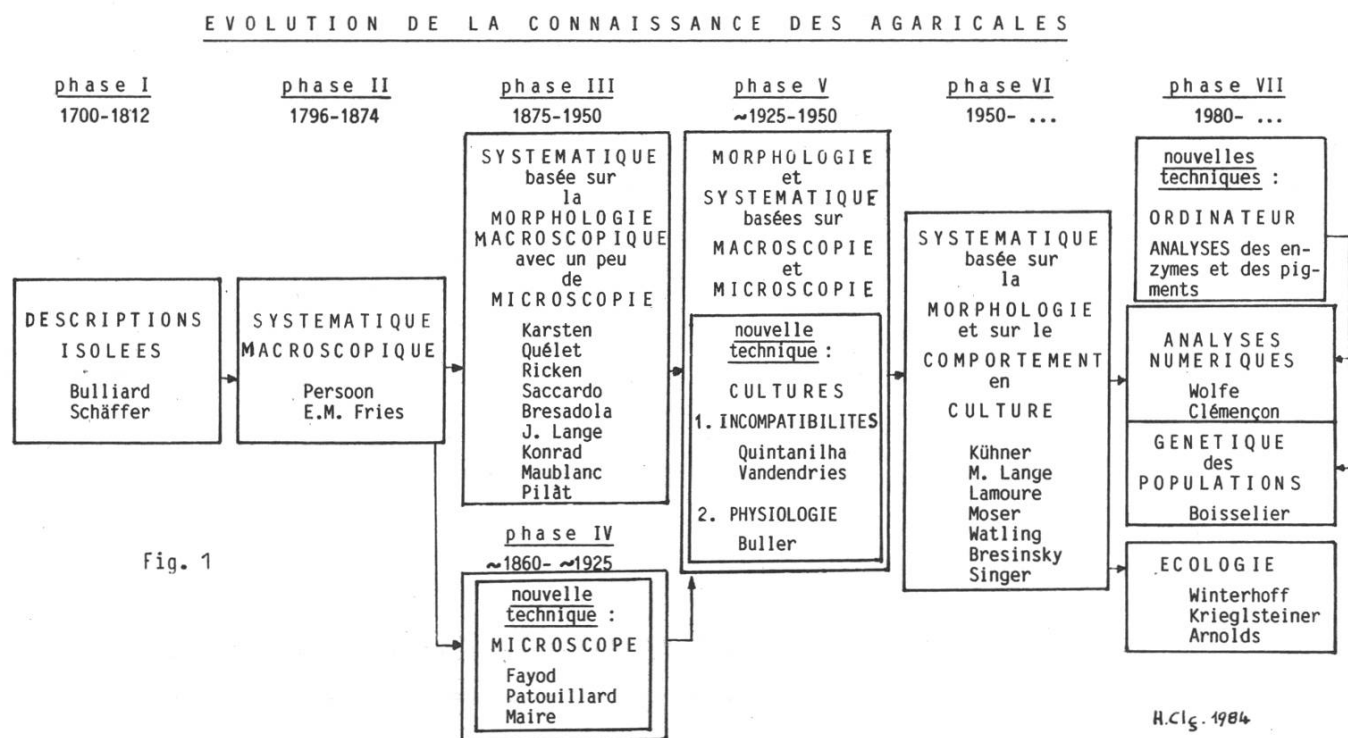 EVOLUTION DE LA CONNAISSANCE DES AGARICALES
phase I
1700-1812
DESCRIPTIONS
ISOLEES
Bulliard
Schäffer
phase II
1796-1874
SYSTEMATIQUE
MACROSCOPIQUE
Persoon
E.M. Fries
phase III
1875-1950
SYSTEMATIQUE
basée sur
la
MORPHOLOGIE
MACROSCOPIQUE
avec un peu
de
MICROSCOPIE
Karsten
Quélet
Ricken
Saccardo
Bresadola
J. Lange
Konrad
Maublanc
Pilàt
phase IV
~1860- ~1925
nouvelle
technique :
MICROSCOPE
Fayod
Patouillard
Maire
phase V
~1925-1950
MORPHOLOGIE
et
SYSTEMATIQUE
basées sur
MACROSCOPIE
et
MICROSCOPIE
nouvelle
technique :
CULTURES
1. INCOMPATIBILITES
Quintanilha
Vandendries
2. PHYSIOLOGIE
Buller
phase VI
1950- ...
SYSTEMATIQUE
basée sur
la
MORPHOLOGIE
et sur le
COMPORTEMENT
en
CULTURE
Kühner
M. Lange
Lamoure
Moser
Watling
Bresinsky
Singer
phase VII
1980- ...
nouvelles
techniques :
ORDINATEUR
ANALYSES des en-
zymes et des pig-
ments
ANALYSES
NUMERIQUES
Wolfe
Clémençon
GENETIQUE
des
POPULATIONS
Boisselier
ECOLOGIE
Winterhoff
Krieglsteiner
Arnolds
Fig. 1
H.Clç. 1984